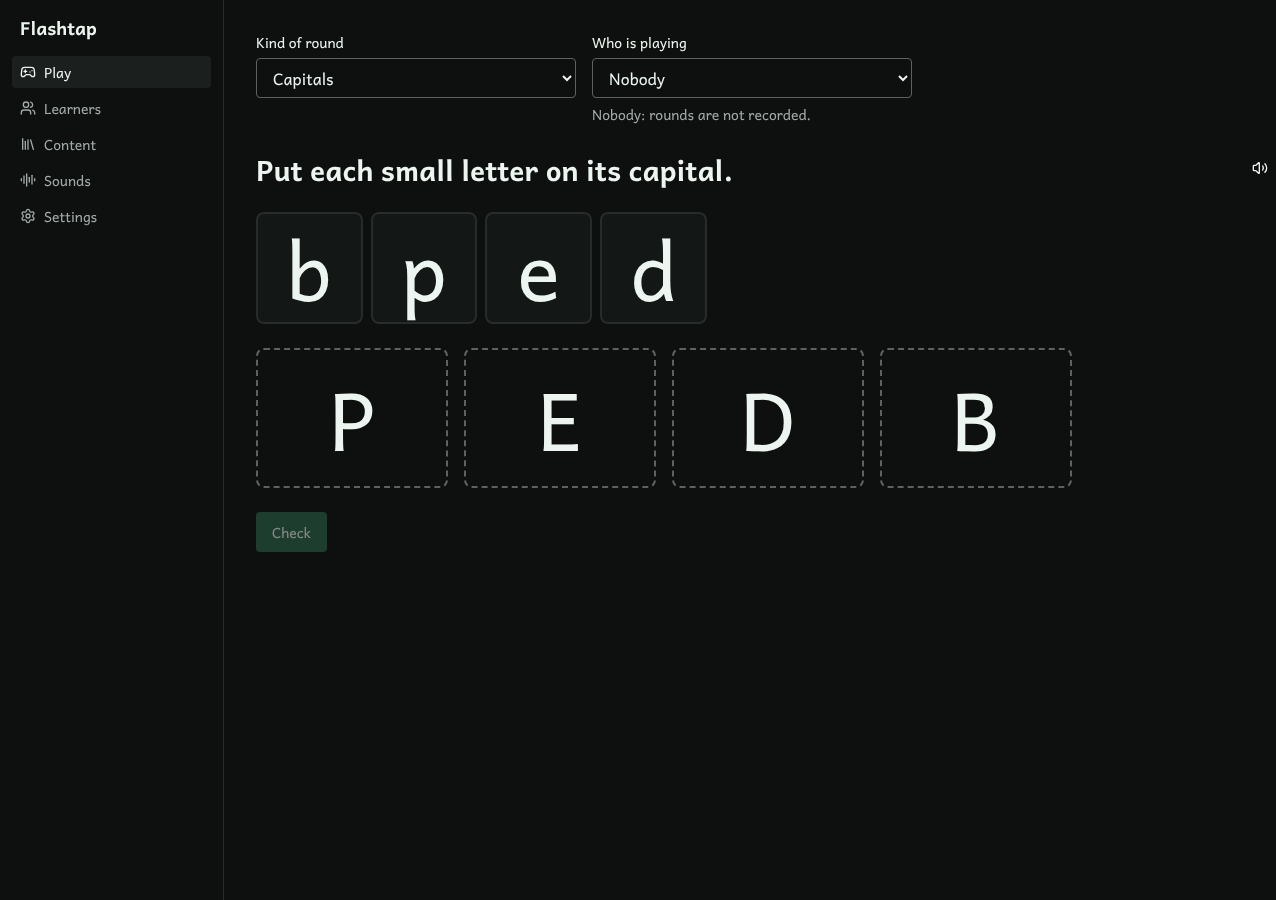 Flashtap
Play
Learners
Content
Sounds
Settings
Kind of round
Capitals
Who is playing
Nobody
Nobody: rounds are not recorded.
Put each small letter on its capital.
b p e d
P E D B
Check